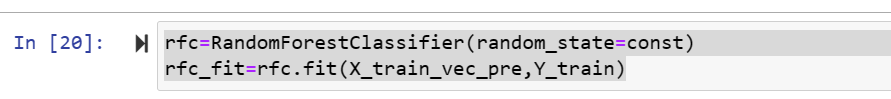 In [20]: rfc=RandomForestClassifier(random_state=const)
rfc_fit=rfc.fit(X_train_vec_pre,Y_train)